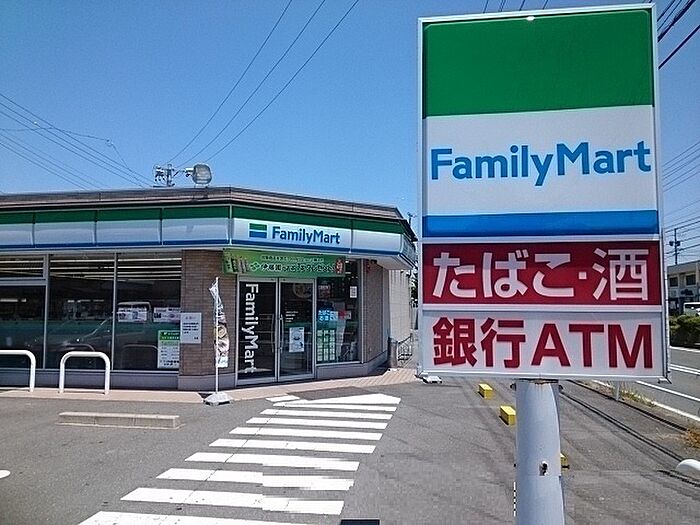 FamilyMart
FamilyMart
たばこ・酒
銀行ATM
FamilyMart